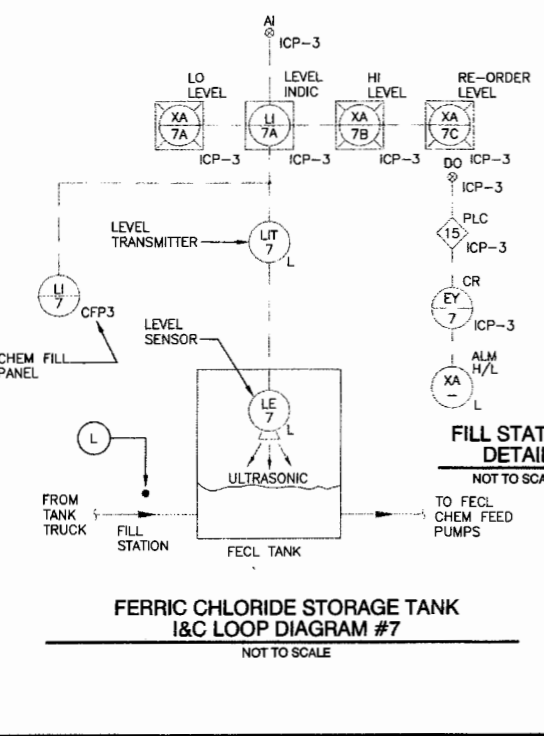 AI
ICP-3
LO
LEVEL
LEVEL
INDIC
HI
LEVEL
RE-ORDER
LEVEL
XA
7A
LI
7A
XA
7B
XA
7C
ICP-3
ICP-3
ICP-3
ICP-3
DO
ICP-3
LEVEL
TRANSMITTER
LIT
7
L
PLC
15
ICP-3
LI
7
CFP3
CR
EY
7
ICP-3
LEVEL
SENSOR
CHEM FILL
PANEL
ALM
H/L
XA
L
LE
7
L
L
FILL STAT
DETAI
NOT TO SCA
ULTRASONIC
FROM
TANK
TRUCK
FILL
STATION
TO FECL
CHEM FEED
PUMPS
FECL TANK
FERRIC CHLORIDE STORAGE TANK
I&C LOOP DIAGRAM #7
NOT TO SCALE